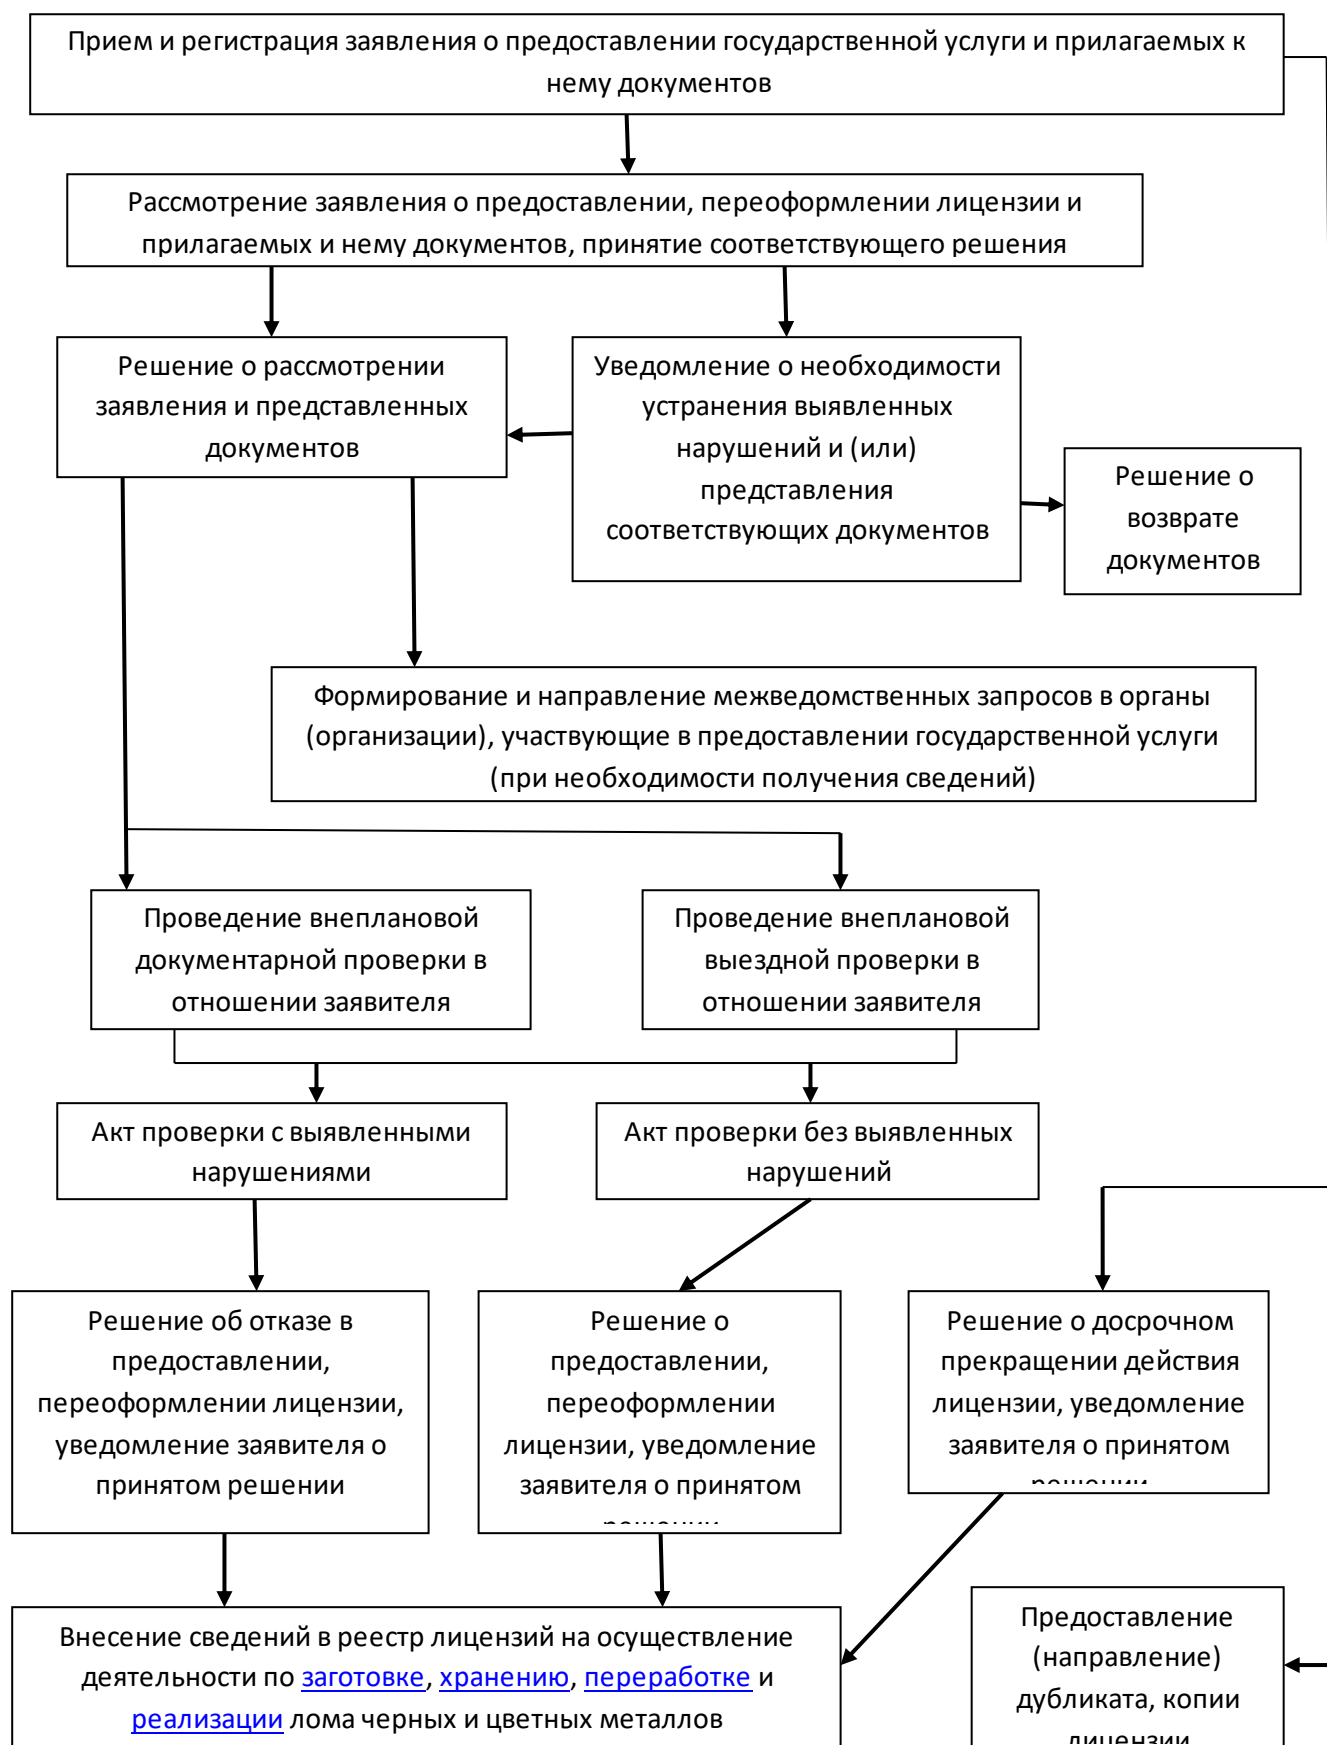 Прием и регистрация заявления о предоставлении государственной услуги и прилагаемых к
нему документов
Рассмотрение заявления о предоставлении, переоформлении лицензии и
прилагаемых и нему документов, принятие соответствующего решения
Решение о рассмотрении
заявления и представленных
документов
Уведомление о необходимости
устранения выявленных
нарушений и (или)
представления
соответствующих документов
Решение о
возврате
документов
Формирование и направление межведомственных запросов в органы
(организации), участвующие в предоставлении государственной услуги
(при необходимости получения сведений)
Проведение внеплановой
документарной проверки в
отношении заявителя
Проведение внеплановой
выездной проверки в
отношении заявителя
Акт проверки с выявленными
нарушениями
Акт проверки без выявленных
нарушений
Решение об отказе в
предоставлении,
переоформлении лицензии,
уведомление заявителя о
принятом решении
Решение о
предоставлении,
переоформлении
лицензии, уведомление
заявителя о принятом
решении
Решение о досрочном
прекращении действия
лицензии, уведомление
заявителя о принятом
решении
Внесение сведений в реестр лицензий на осуществление
деятельности по заготовке, хранению, переработке и
реализации лома черных и цветных металлов
Предоставление
(направление)
дубликата, копии
лицензии